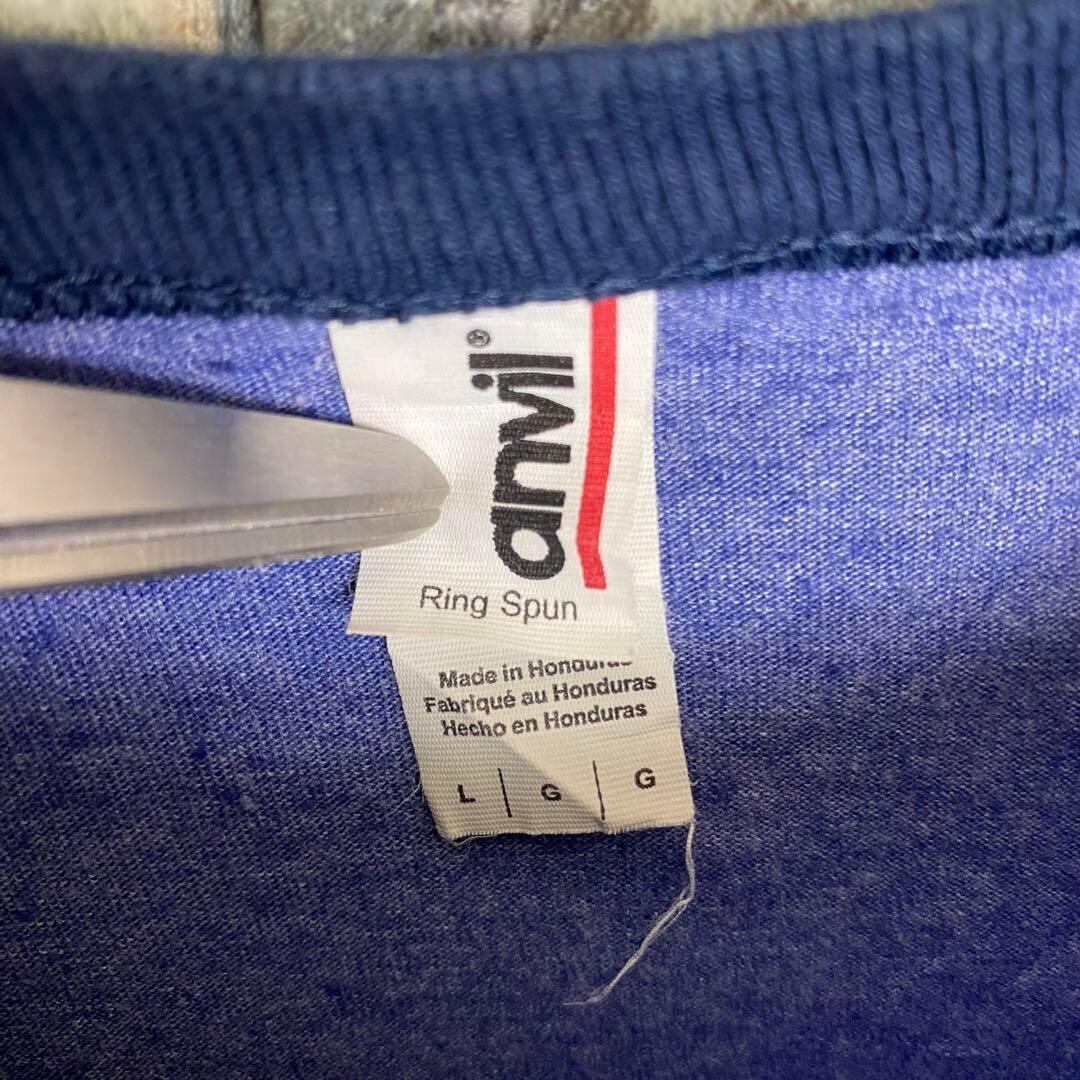 anvil®
Ring Spun
Made in Honduras
Fabriqué au Honduras
Hecho en Honduras
L | G | G